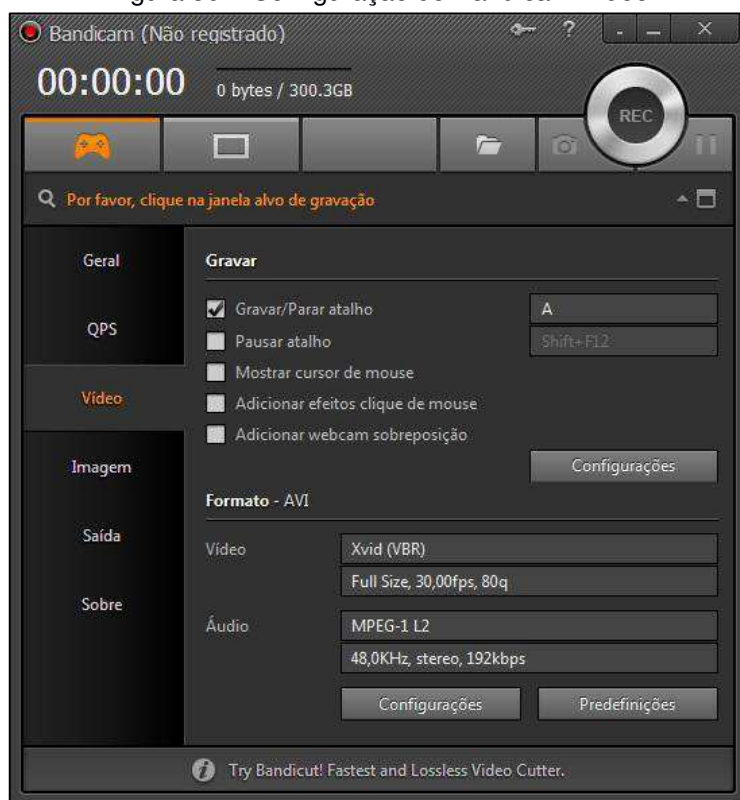 Bandicam (Não registrado)
?
00:00:00
0 bytes / 300.3GB
REC
Por favor, clique na janela alvo de gravação
Geral
QPS
Vídeo
Imagem
Saída
Sobre
Gravar
Gravar/Parar atalho
A
Pausar atalho
Shift+F12
Mostrar cursor de mouse
Adicionar efeitos clique de mouse
Adicionar webcam sobreposição
Configurações
Formato - AVI
Vídeo
Xvid (VBR)
Full Size, 30,00fps, 80q
Áudio
MPEG-1 L2
48,0KHz, stereo, 192kbps
Configurações
Predefinições
Try Bandicut! Fastest and Lossless Video Cutter.